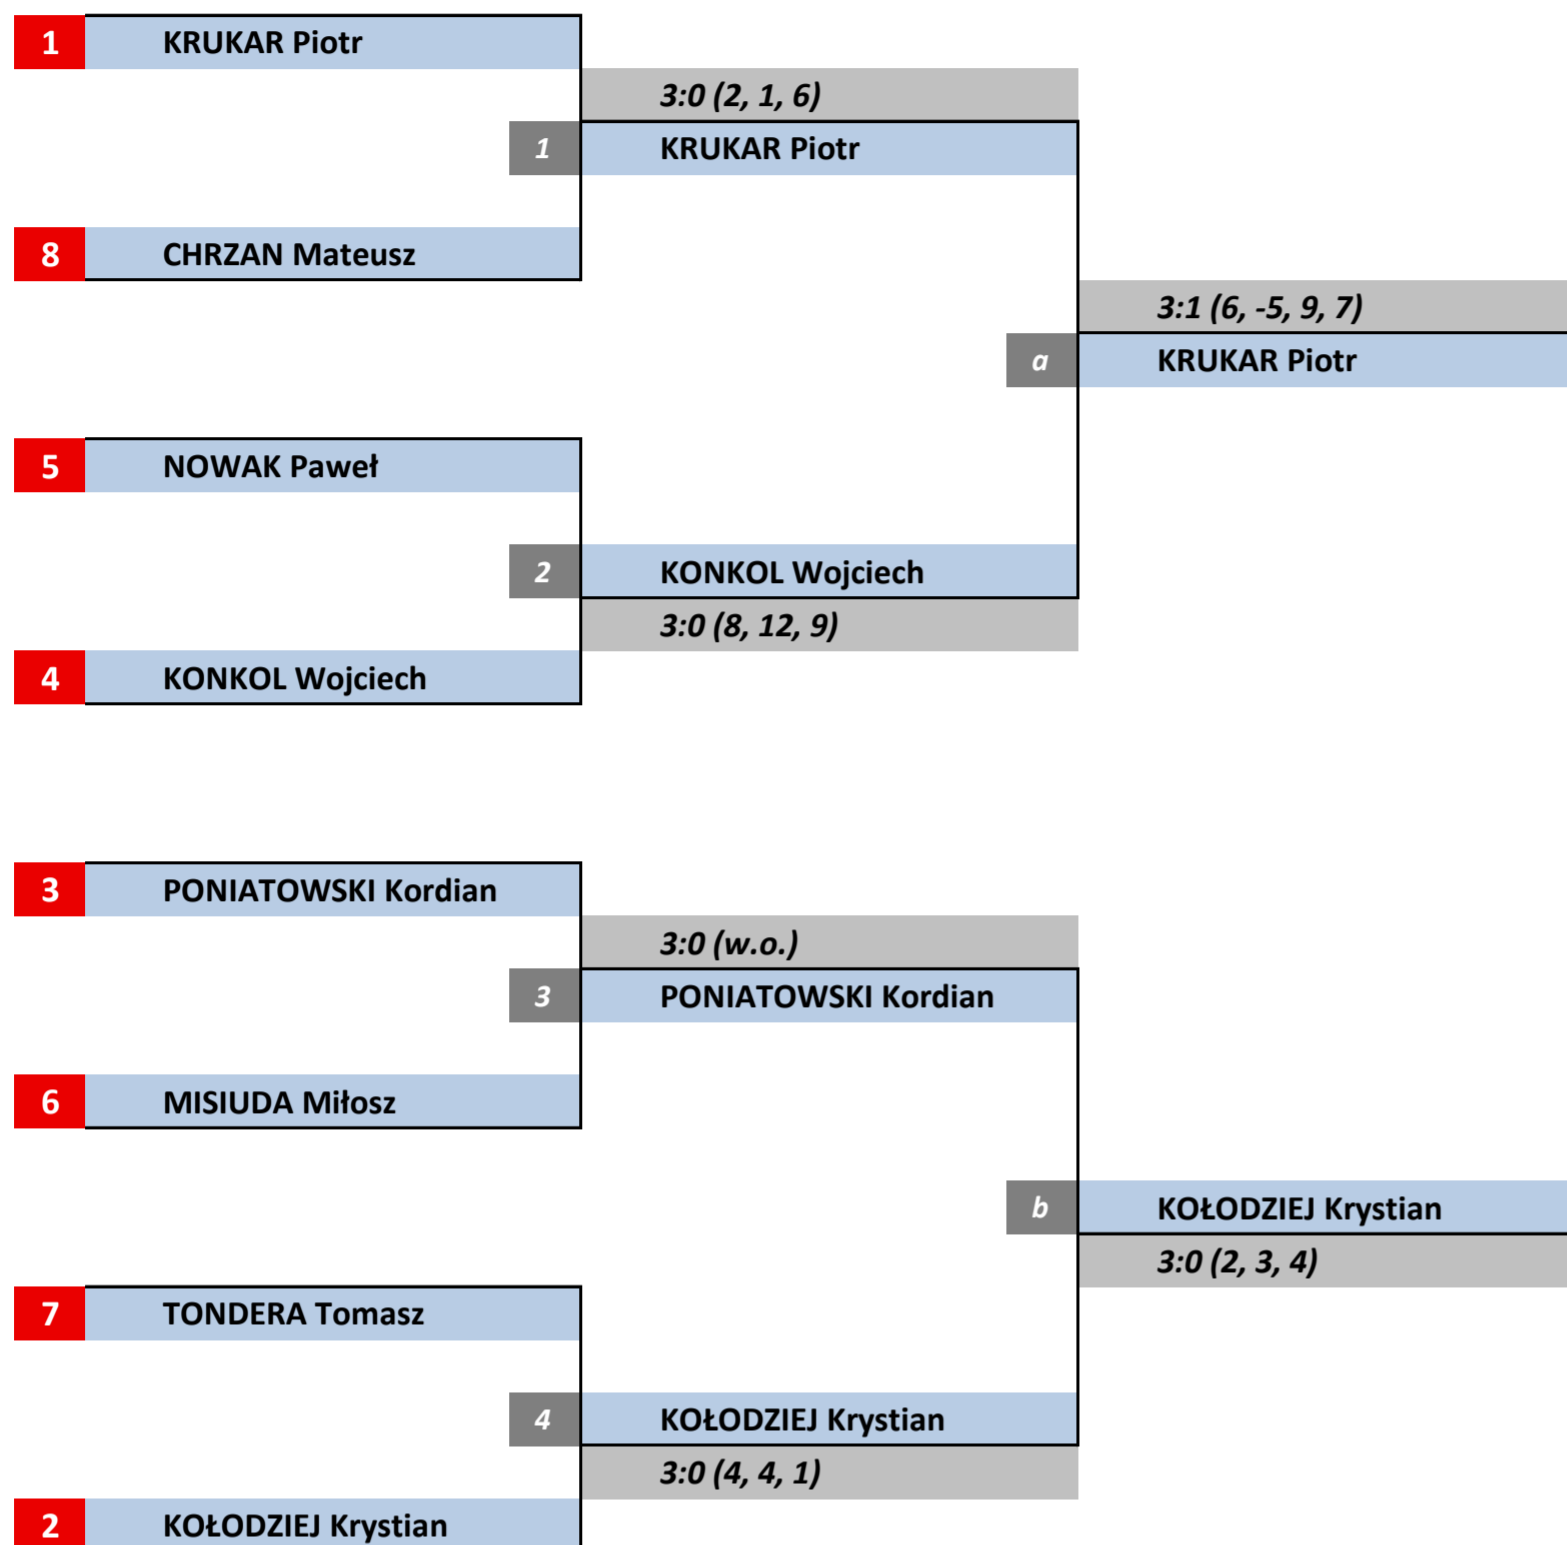 1 KRUKAR Piotr
3:0 (2, 1, 6)
1 KRUKAR Piotr
8 CHRZAN Mateusz
3:1 (6, -5, 9, 7)
a KRUKAR Piotr
5 NOWAK Paweł
2 KONKOL Wojciech
3:0 (8, 12, 9)
4 KONKOL Wojciech
3 PONIATOWSKI Kordian
3:0 (w.o.)
3 PONIATOWSKI Kordian
6 MISIUDA Miłosz
b KOŁODZIEJ Krystian
3:0 (2, 3, 4)
7 TONDERA Tomasz
4 KOŁODZIEJ Krystian
3:0 (4, 4, 1)
2 KOŁODZIEJ Krystian